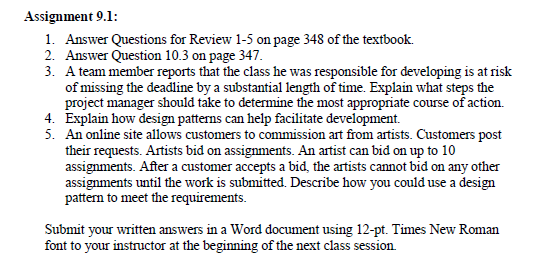 Assignment 9.1:
1. Answer Questions for Review 1-5 on page 348 of the textbook.
2. Answer Question 10.3 on page 347.
3. A team member reports that the class he was responsible for developing is at risk
of missing the deadline by a substantial length of time. Explain what steps the
project manager should take to determine the most appropriate course of action.
4. Explain how design patterns can help facilitate development.
5. An online site allows customers to commission art from artists. Customers post
their requests. Artists bid on assignments. An artist can bid on up to 10
assignments. After a customer accepts a bid, the artists cannot bid on any other
assignments until the work is submitted. Describe how you could use a design
pattern to meet the requirements.
Submit your written answers in a Word document using 12-pt. Times New Roman
font to your instructor at the beginning of the next class session.